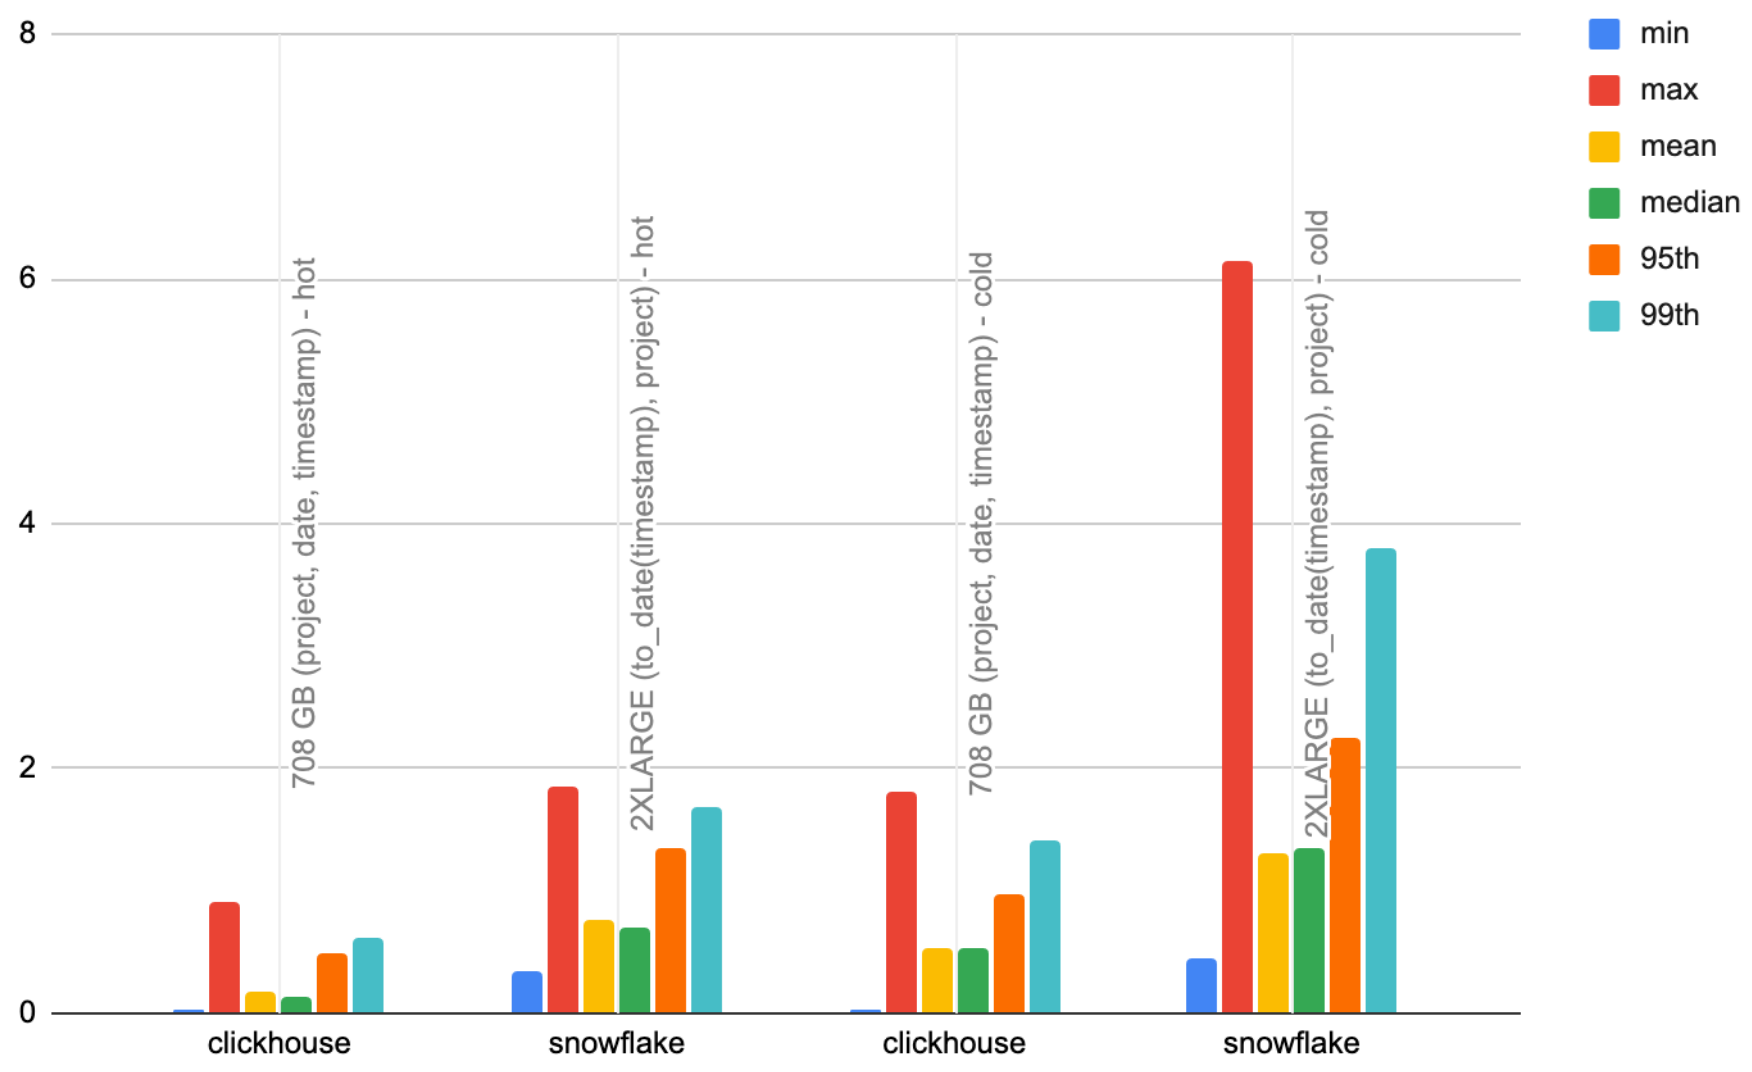 8
6
4
2
0
708 GB (project, date, timestamp) - hot
2XLARGE (to_date(timestamp), project) - hot
708 GB (project, date, timestamp) - cold
2XLARGE (to_date(timestamp), project) - cold
clickhouse
snowflake
clickhouse
snowflake
min
max
mean
median
95th
99th